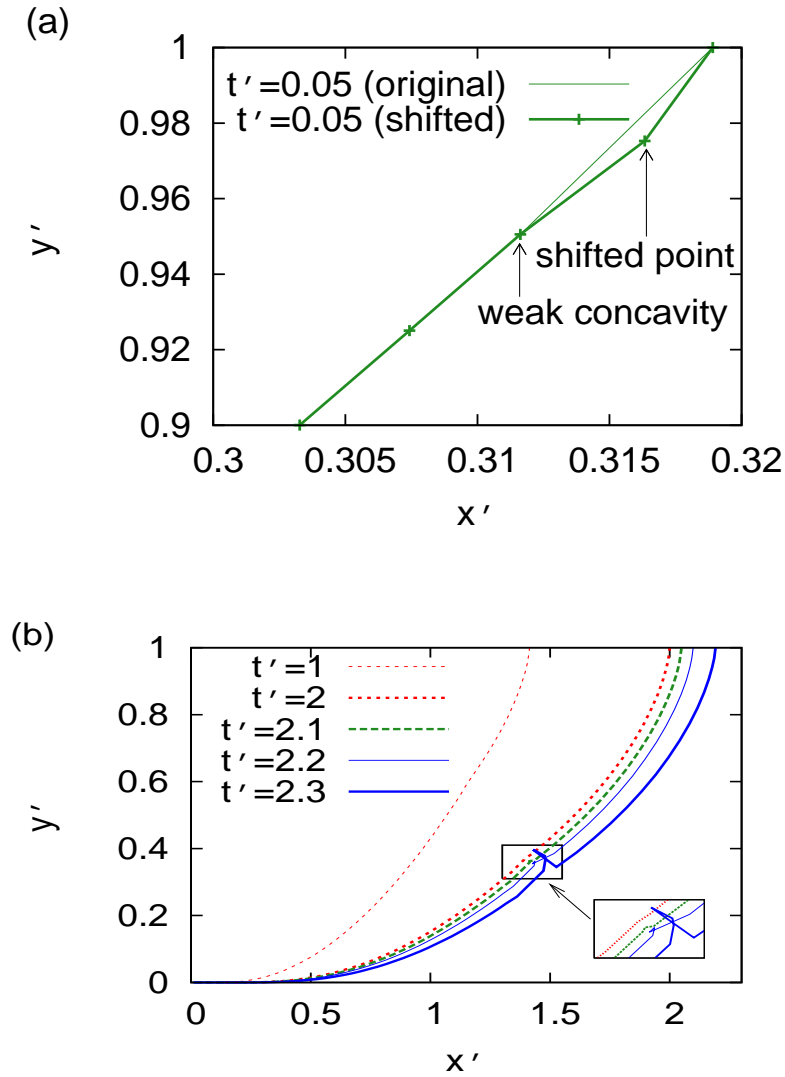 (a)
1
0.98
0.96
0.94
0.92
0.9
y′
t′=0.05 (original)
t′=0.05 (shifted)
shifted point
weak concavity
0.3 0.305 0.31 0.315 0.32
x′
(b)
1
0.8
0.6
0.4
0.2
0
y′
t′=1
t′=2
t′=2.1
t′=2.2
t′=2.3
0 0.5 1 1.5 2
x′